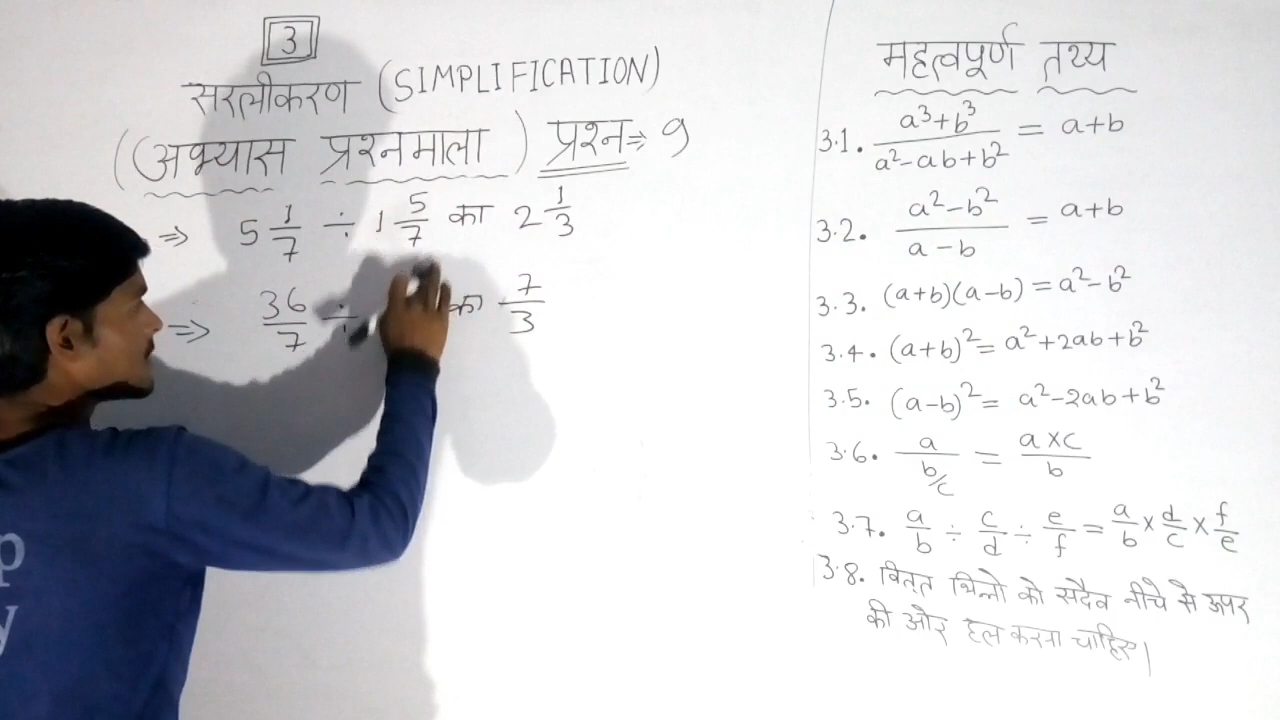 3
सरलीकरण (SIMPLIFICATION)
(अभ्यास प्रश्नमाला) प्रश्न⇒ 9
⇒ 5 1/7 ÷ 1 5/7 का 2 1/3
⇒ 36/7 ÷ का 7/3
महत्वपूर्ण तथ्य
3.1. a³+b³/a²-ab+b² = a+b
3.2. a²-b²/a-b = a+b
3.3. (a+b)(a-b) = a²-b²
3.4. (a+b)² = a²+2ab+b²
3.5. (a-b)² = a²-2ab+b²
3.6. a/b/c = a×c/b
3.7. a/b ÷ c/d ÷ e/f = a/b × d/c × f/e
3.8. वितत भिन्नो को सदैव नीचे से ऊपर
की ओर हल करना चाहिए।
p
y